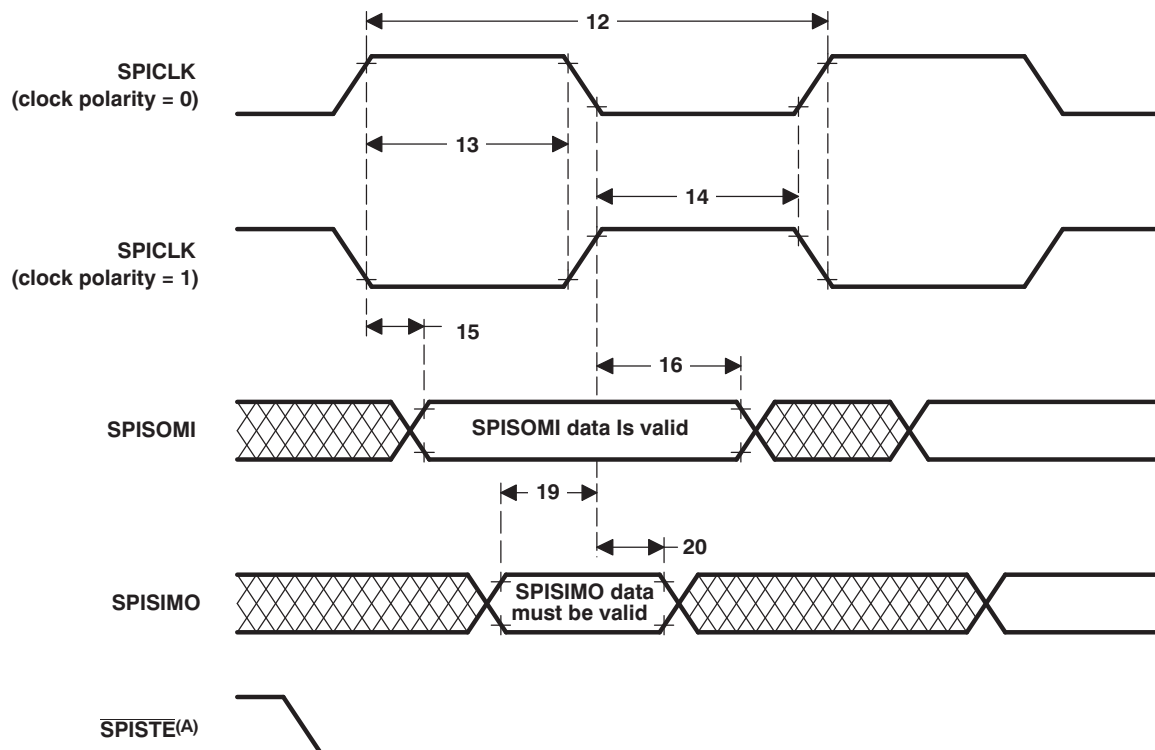 12
SPICLK
(clock polarity = 0)
13
14
SPICLK
(clock polarity = 1)
15
16
SPISOMI
SPISOMI data Is valid
19
20
SPISIMO
SPISIMO data
must be valid
SPISTE(A)